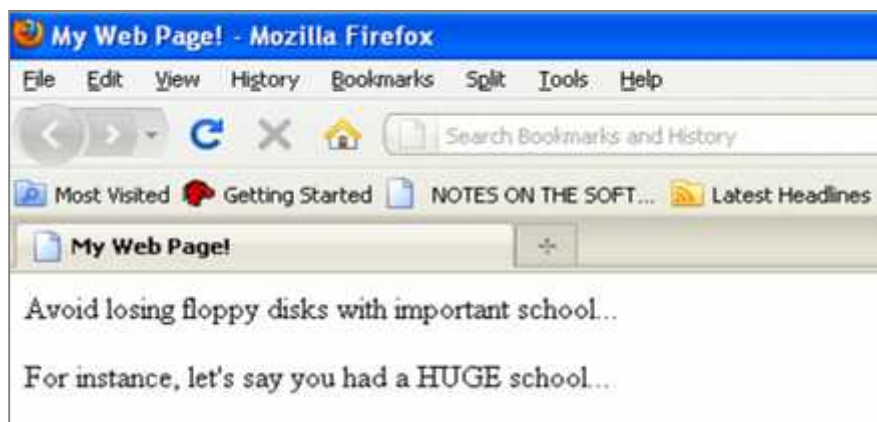 My Web Page! - Mozilla Firefox
File Edit View History Bookmarks Split Tools Help
Search Bookmarks and History
Most Visited Getting Started NOTES ON THE SOFT... Latest Headlines
My Web Page!
Avoid losing floppy disks with important school...
For instance, let's say you had a HUGE school...